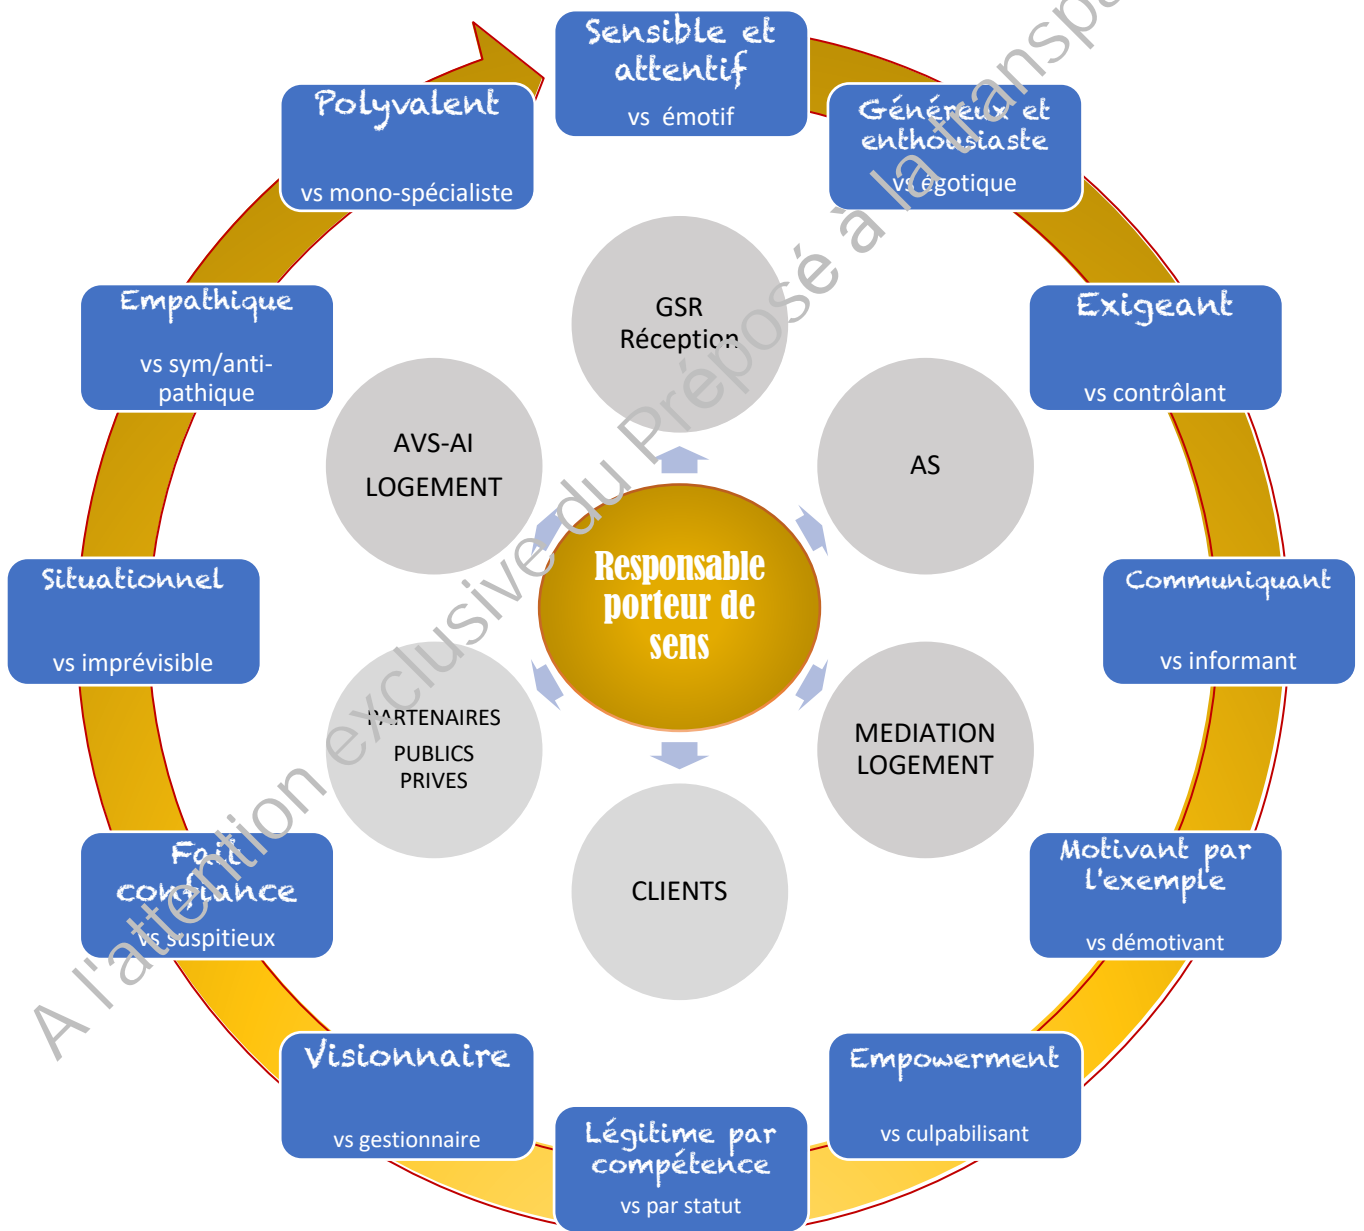 Sensible et
attentif
vs émotif
Généreux et
enthousiaste
vs égotique
Exigeant
vs contrôlant
Communiquant
vs informant
Motivant par
l'exemple
vs démotivant
Empowerment
vs culpabilisant
Légitime par
compétence
vs par statut
Visionnaire
vs gestionnaire
Fait
confiance
vs suspitieux
Situationnel
vs imprévisible
Empathique
vs sym/anti-
pathique
Polyvalent
vs mono-spécialiste
GSR
Réception
AS
MEDIATION
LOGEMENT
CLIENTS
PARTENAIRES
PUBLICS
PRIVES
AVS-AI
LOGEMENT
Responsable
porteur de
sens
A l'attention exclusive du Préposé à la